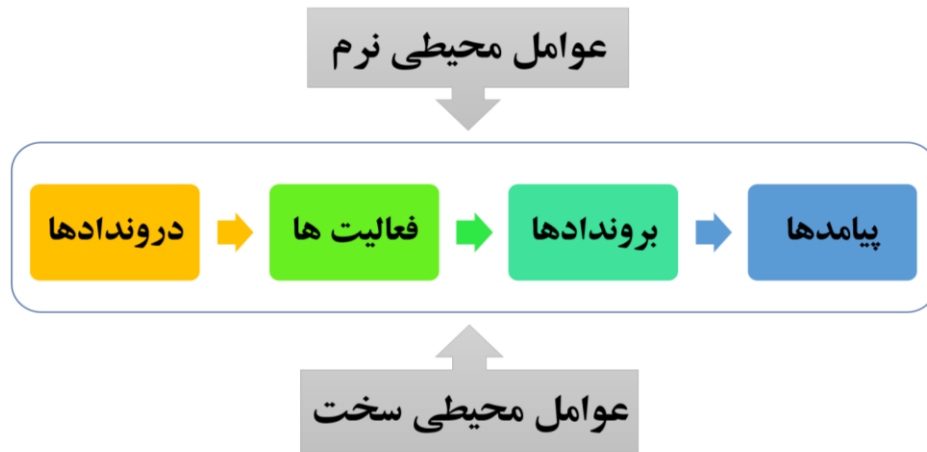 عوامل محیطی نرم
دروندادها
فعالیت ها
بروندادها
پیامدها
عوامل محیطی سخت